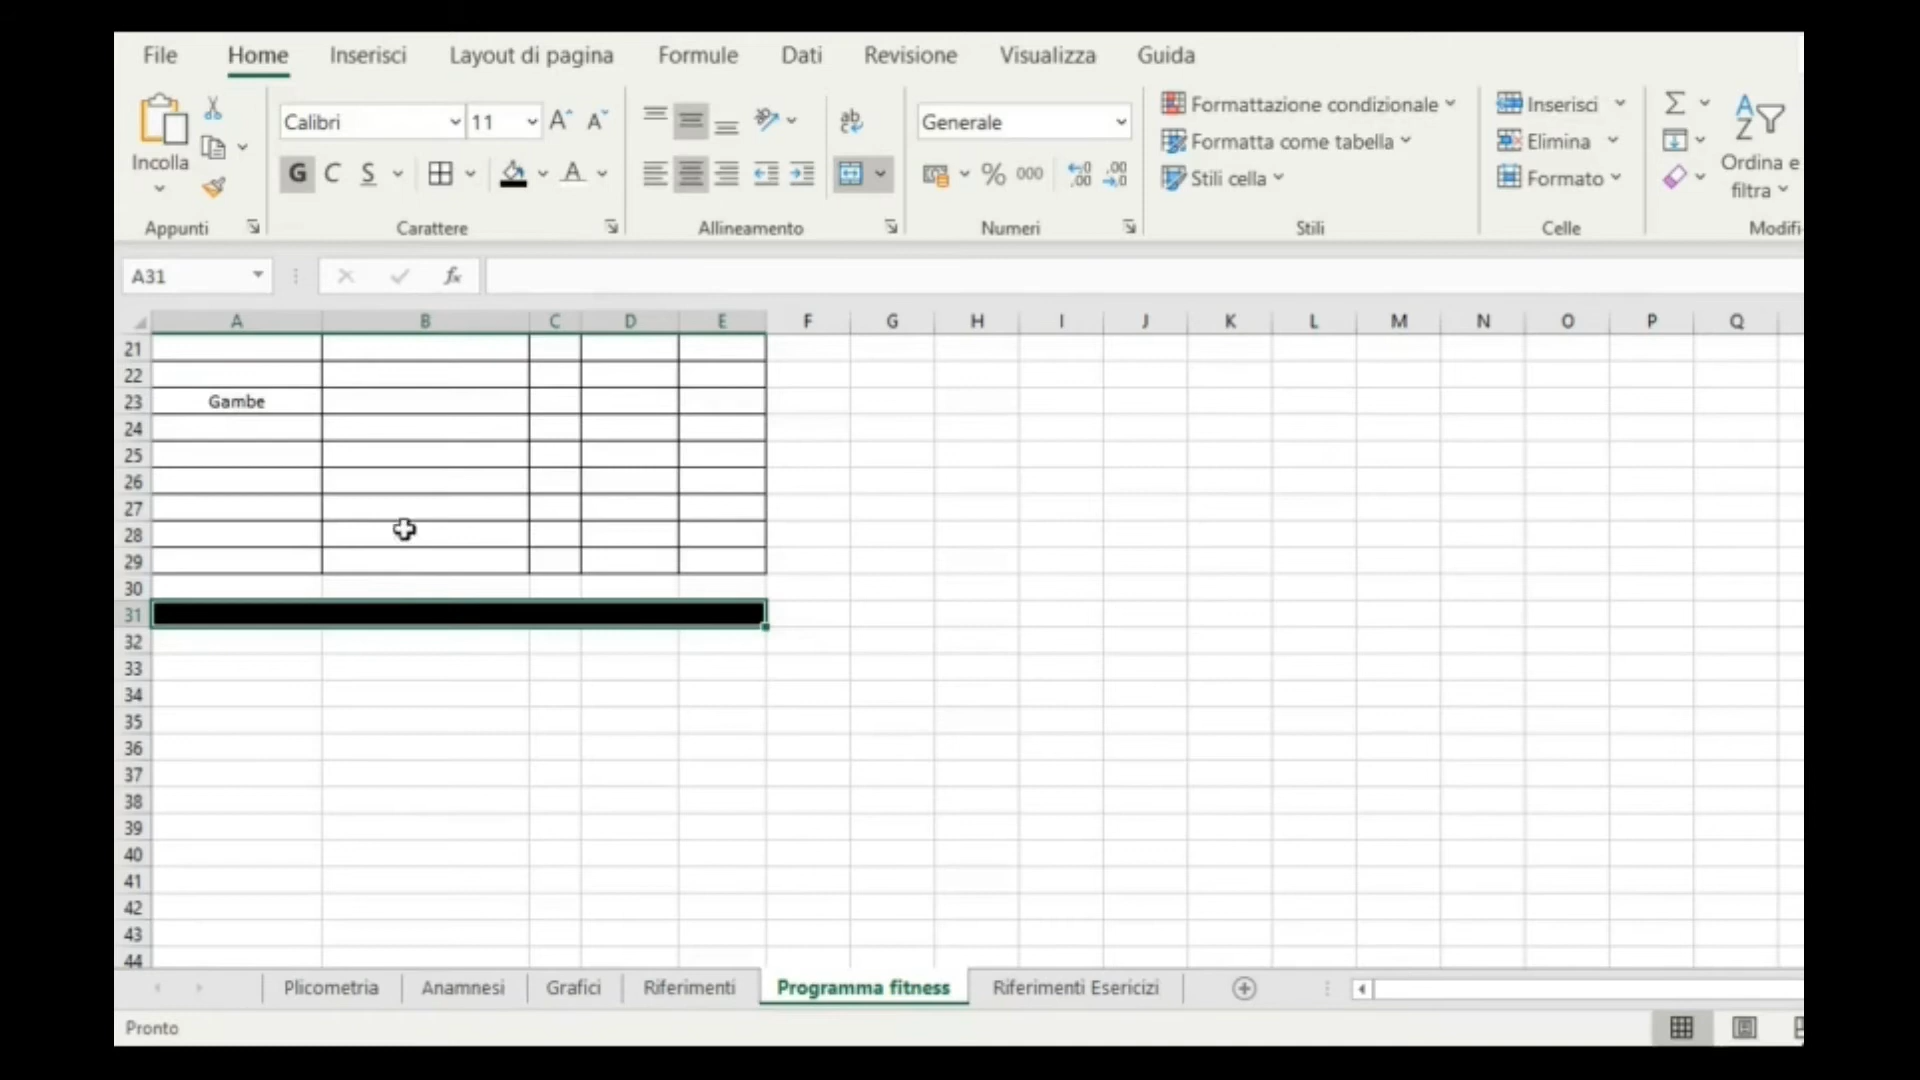 File Home Inserisci Layout di pagina Formule Dati Revisione Visualizza Guida
Incolla
Appunti
Calibri 11
G C S
Carattere
ab
Allineamento
Generale
% 000
Numeri
Formattazione condizionale
Formatta come tabella
Stili cella
Stili
Inserisci
Elimina
Formato
Celle
Ordina e
filtra
Modifi
A31
fx
A B C D E F G H I J K L M N O P Q
21
22
23 Gambe
24
25
26
27
28
29
30
31
32
33
34
35
36
37
38
39
40
41
42
43
44
Plicometria Anamnesi Grafici Riferimenti Programma fitness Riferimenti Esericizi
Pronto